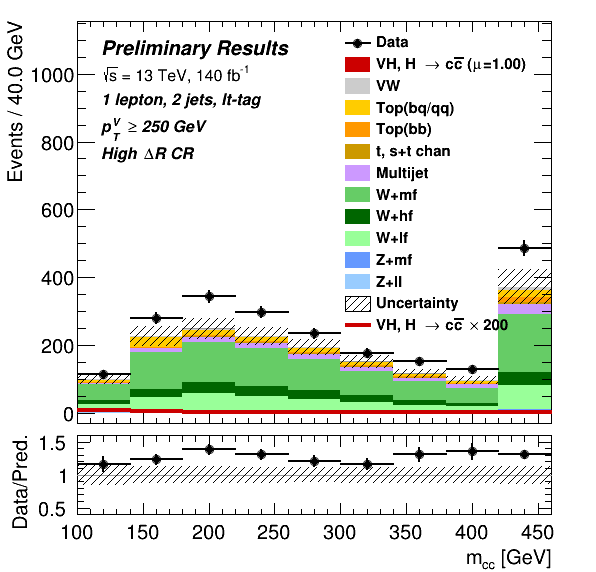 Events / 40.0 GeV
Preliminary Results
√s = 13 TeV, 140 fb⁻¹
1 lepton, 2 jets, lt-tag
p_T^V ≥ 250 GeV
High ΔR CR
Data
VH, H → cc̅ (μ=1.00)
VW
Top(bq/qq)
Top(bb)
t, s+t chan
Multijet
W+mf
W+hf
W+lf
Z+mf
Z+ll
Uncertainty
VH, H → cc̅ × 200
1000
800
600
400
200
0
Data/Pred.
1.5
1
0.5
100 150 200 250 300 350 400 450
m_cc [GeV]